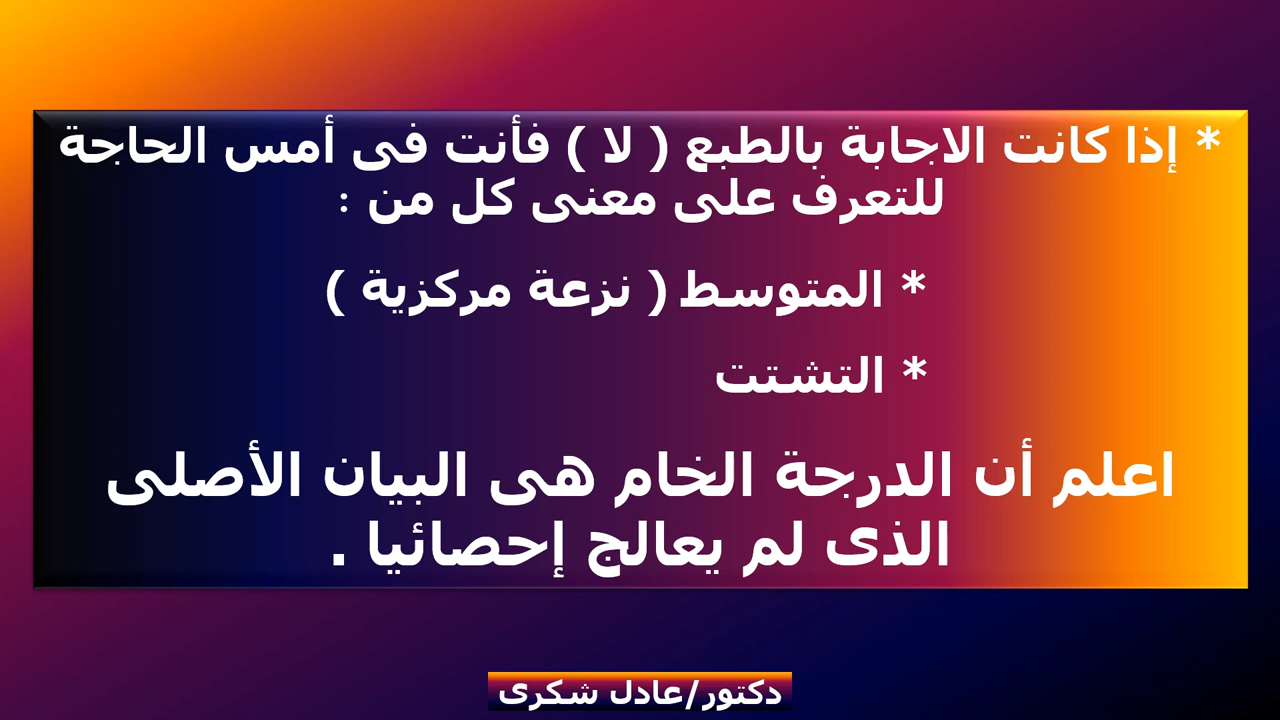 * إذا كانت الاجابة بالطبع ( لا ) فأنت فى أمس الحاجة
للتعرف على معنى كل من :
* المتوسط ( نزعة مركزية )
* التشتت
اعلم أن الدرجة الخام هى البيان الأصلى
الذى لم يعالج إحصائيا .
دكتور/عادل شكرى